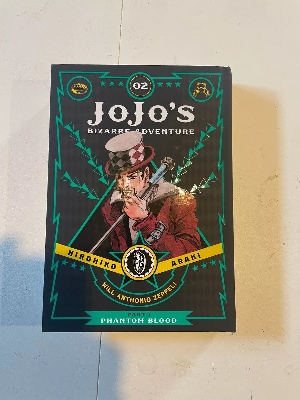 02
JOJO'S
BIZARRE ADVENTURE
HIROHIKO ARAKI
WILL ANTHONIO ZEPPELI
PART 1
PHANTOM BLOOD